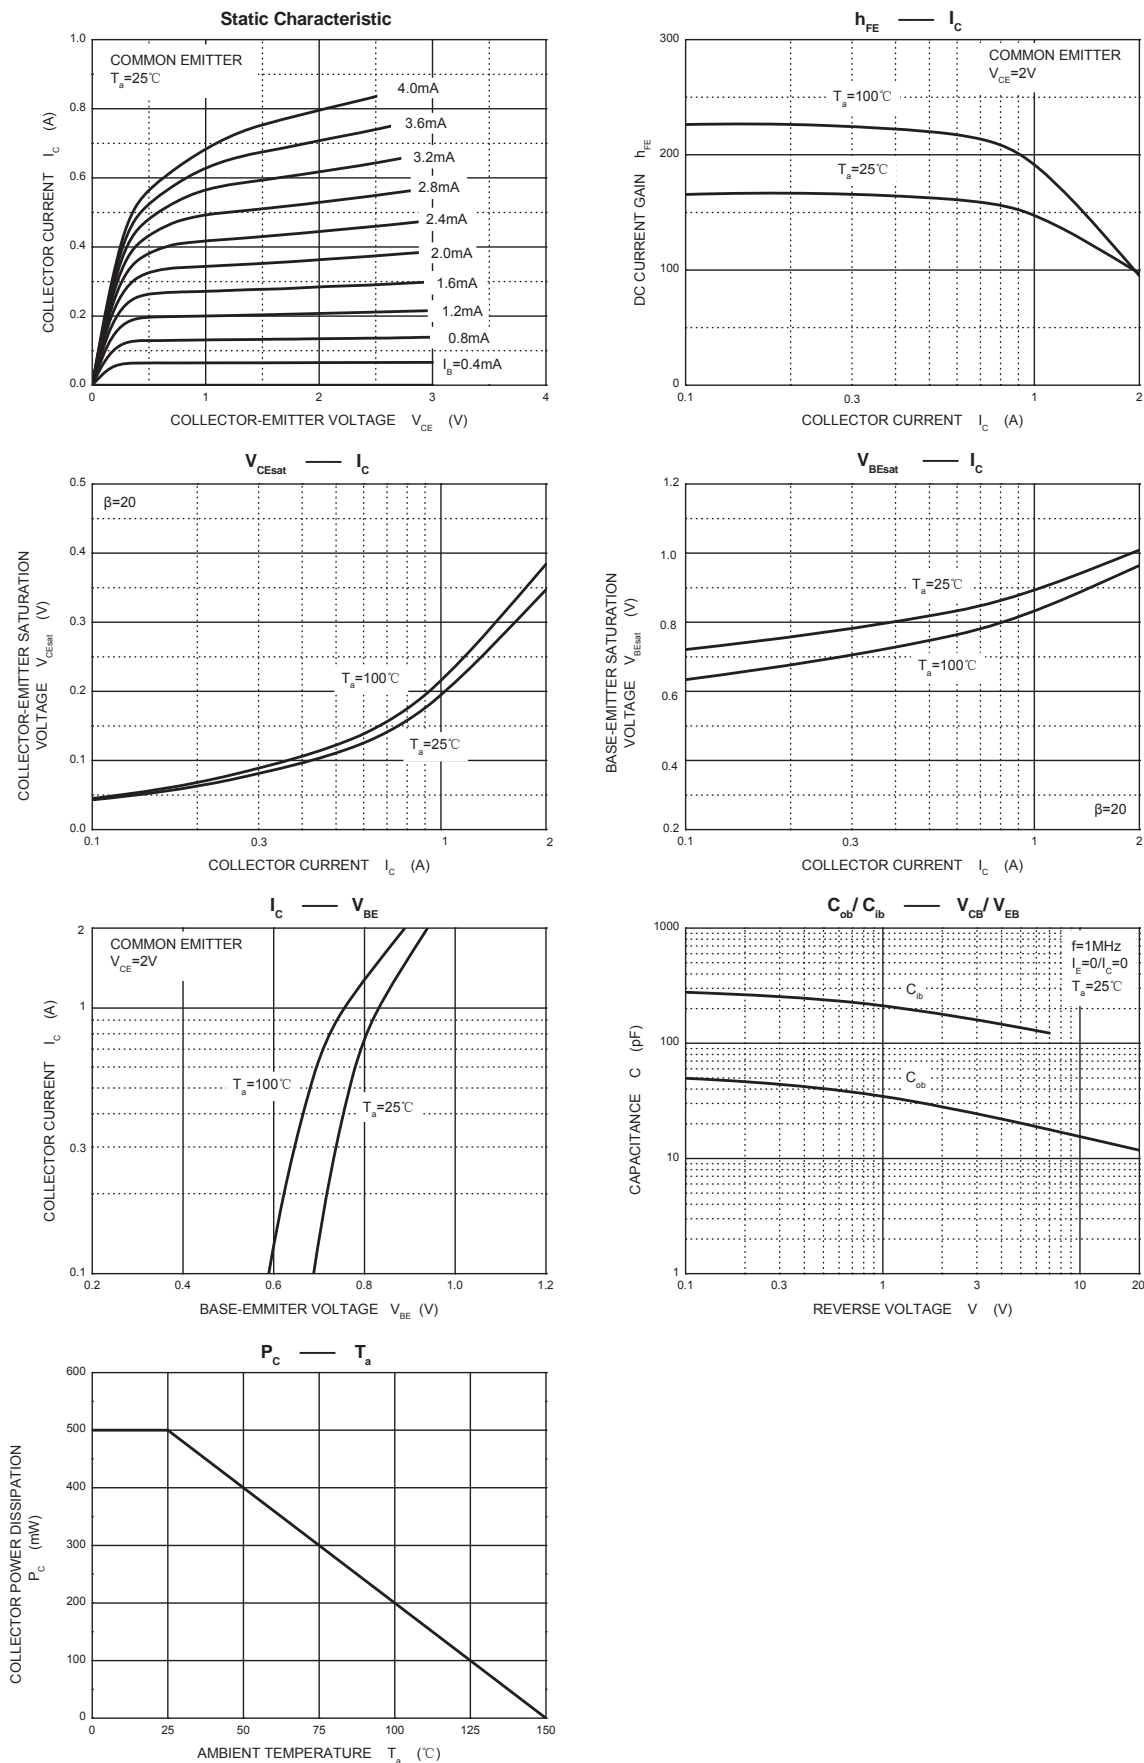 Static Characteristic
COMMON EMITTER
Ta=25℃
4.0mA
3.6mA
3.2mA
2.8mA
2.4mA
2.0mA
1.6mA
1.2mA
0.8mA
IB=0.4mA
1.0
0.8
0.6
0.4
0.2
0.0
0 1 2 3 4
COLLECTOR CURRENT IC (A)
COLLECTOR-EMITTER VOLTAGE VCE (V)
hFE —— IC
COMMON EMITTER
VCE=2V
Ta=100℃
Ta=25℃
300
200
100
0
0.1 0.3 1 2
DC CURRENT GAIN hFE
COLLECTOR CURRENT IC (A)
VCEsat —— IC
β=20
Ta=100℃
Ta=25℃
0.5
0.4
0.3
0.2
0.1
0.0
0.1 0.3 1 2
COLLECTOR-EMITTER SATURATION
VOLTAGE VCEsat (V)
COLLECTOR CURRENT IC (A)
VBEsat —— IC
Ta=25℃
Ta=100℃
β=20
1.2
1.0
0.8
0.6
0.4
0.2
0.1 0.3 1 2
BASE-EMITTER SATURATION
VOLTAGE VBEsat (V)
COLLECTOR CURRENT IC (A)
IC —— VBE
COMMON EMITTER
VCE=2V
Ta=100℃
Ta=25℃
2
1
0.3
0.1
0.2 0.4 0.6 0.8 1.0 1.2
COLLECTOR CURRENT IC (A)
BASE-EMMITER VOLTAGE VBE (V)
Cob/ Cib —— VCB/ VEB
f=1MHz
IE=0/IC=0
Ta=25℃
Cib
Cob
1000
100
10
1
0.1 0.3 1 3 10 20
CAPACITANCE C (pF)
REVERSE VOLTAGE V (V)
PC —— Ta
600
500
400
300
200
100
0
0 25 50 75 100 125 150
COLLECTOR POWER DISSIPATION
PC (mW)
AMBIENT TEMPERATURE Ta (℃)